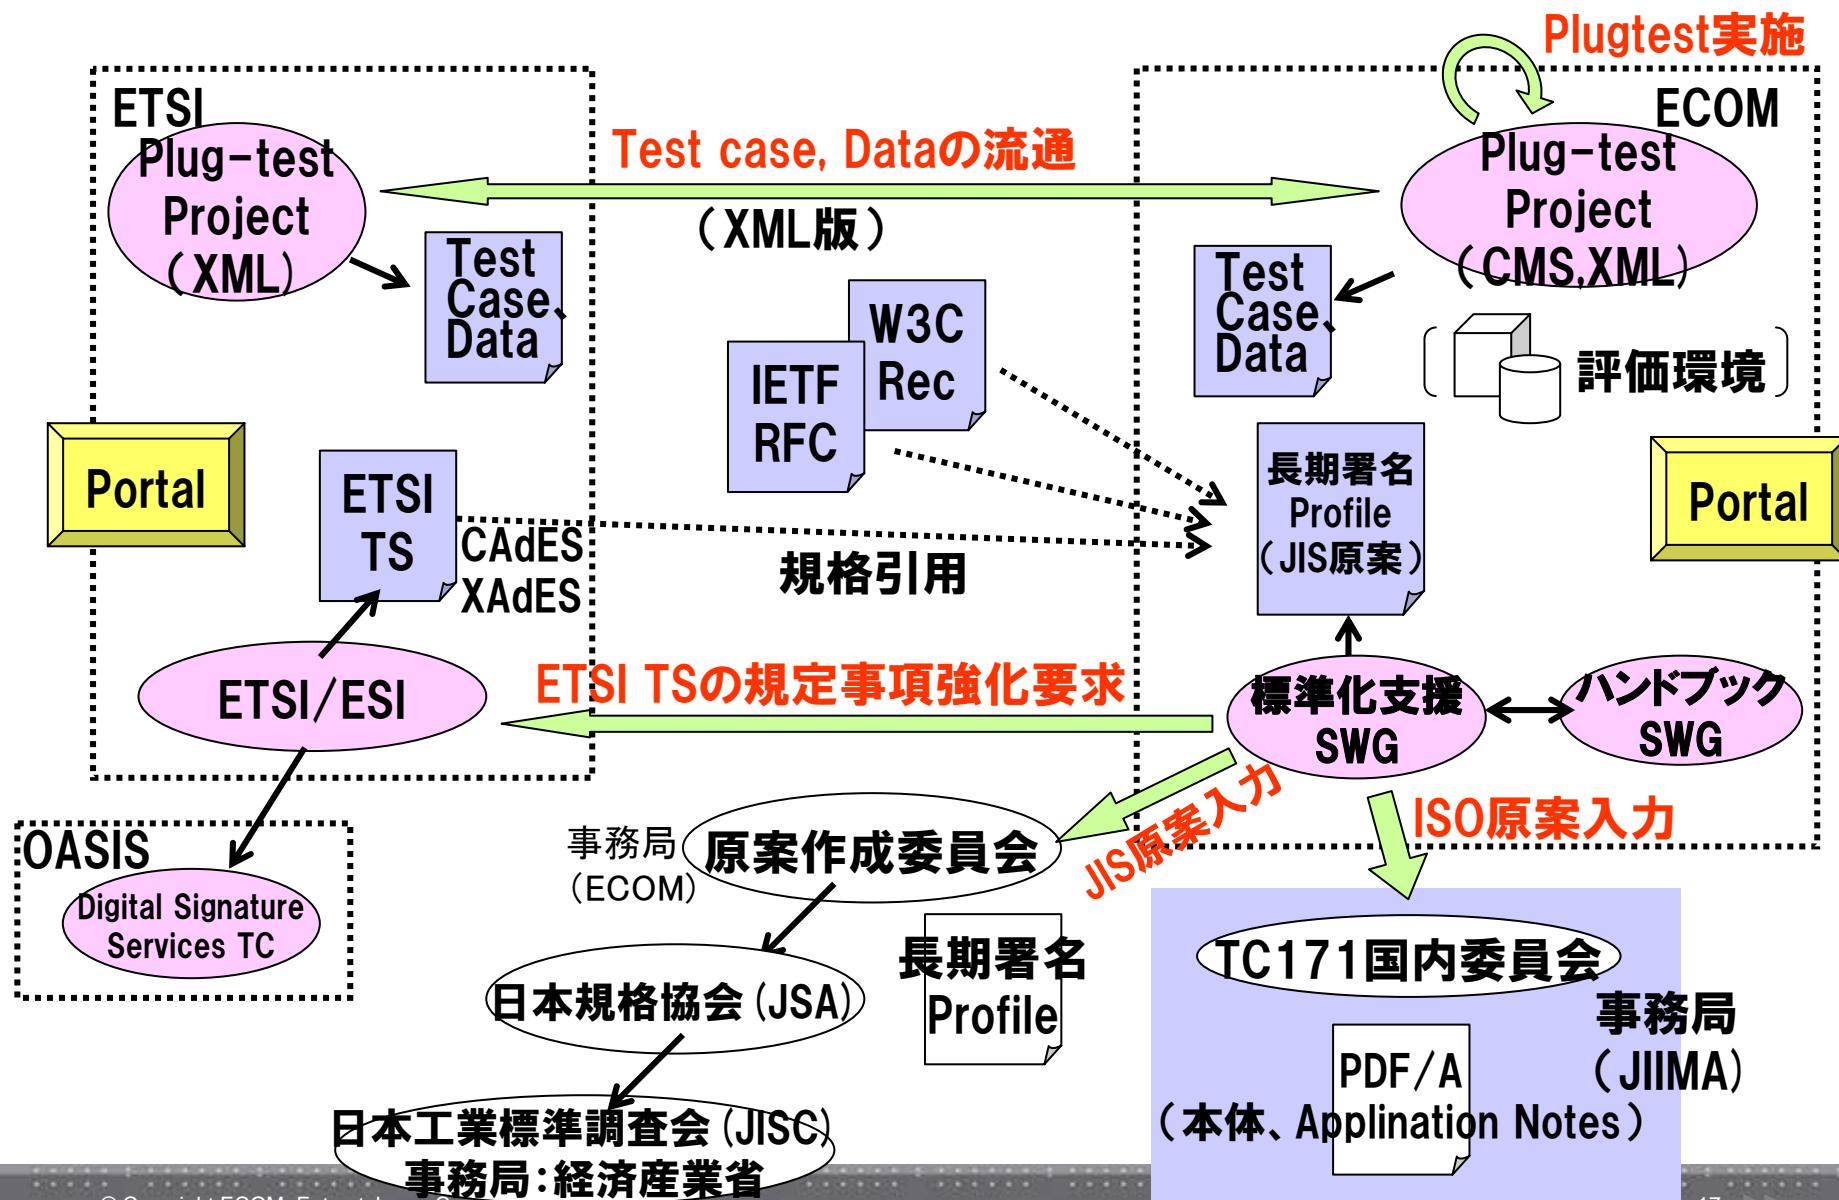 Plugtest実施
ETSI
ECOM
Plug-test
Project
(XML)
Test case, Dataの流通
(XML版)
Plug-test
Project
(CMS,XML)
Test
Case、
Data
W3C
Rec
IETF
RFC
Test
Case、
Data
評価環境
Portal
ETSI
TS
CAdES
XAdES
規格引用
長期署名
Profile
(JIS原案)
Portal
ETSI/ESI
ETSI TSの規定事項強化要求
標準化支援
SWG
ハンドブック
SWG
JIS原案入力
ISO原案入力
OASIS
Digital Signature
Services TC
事務局
(ECOM)
原案作成委員会
長期署名
Profile
TC171国内委員会
事務局
(JIIMA)
日本規格協会(JSA)
PDF/A
(本体、Applination Notes)
日本工業標準調査会(JISC)
事務局：経済産業省